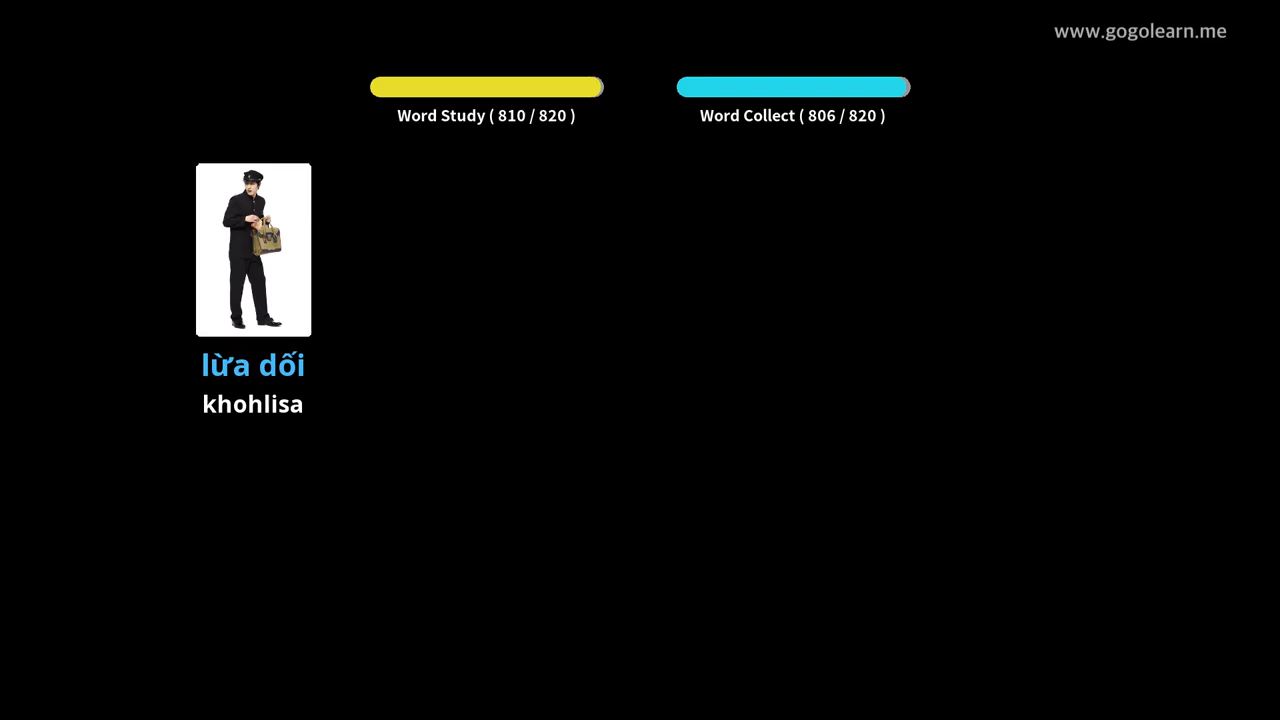 www.gogolearn.me
Word Study ( 810 / 820 )
Word Collect ( 806 / 820 )
lừa dối
khohlisa